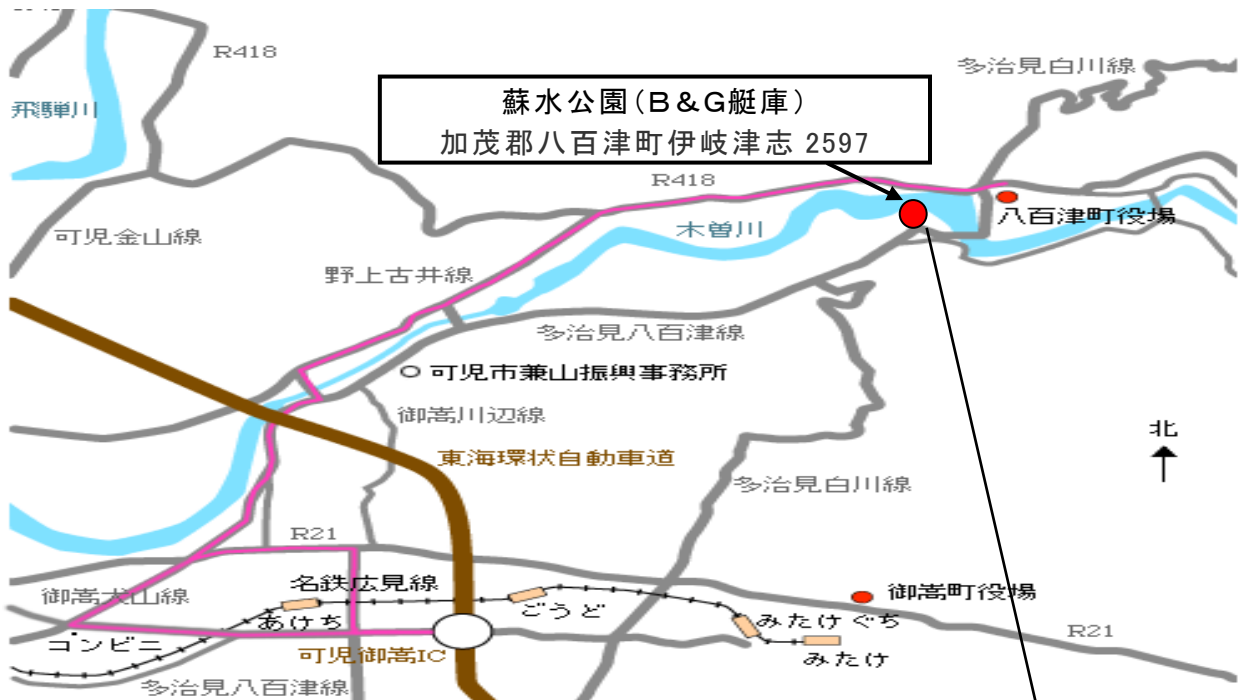 R418
多治見白川線
飛騨川
蘇水公園(B&G艇庫)
加茂郡八百津町伊岐津志 2597
R418
八百津町役場
木曽川
可児金山線
野上古井線
多治見八百津線
可児市兼山振興事務所
御嵩川辺線
北
東海環状自動車道
多治見白川線
R21
名鉄広見線
御嵩犬山線
御嵩町役場
ごうど
あけち
みたけぐち
R21
コンビニ
可児御嵩IC
みたけ
多治見八百津線